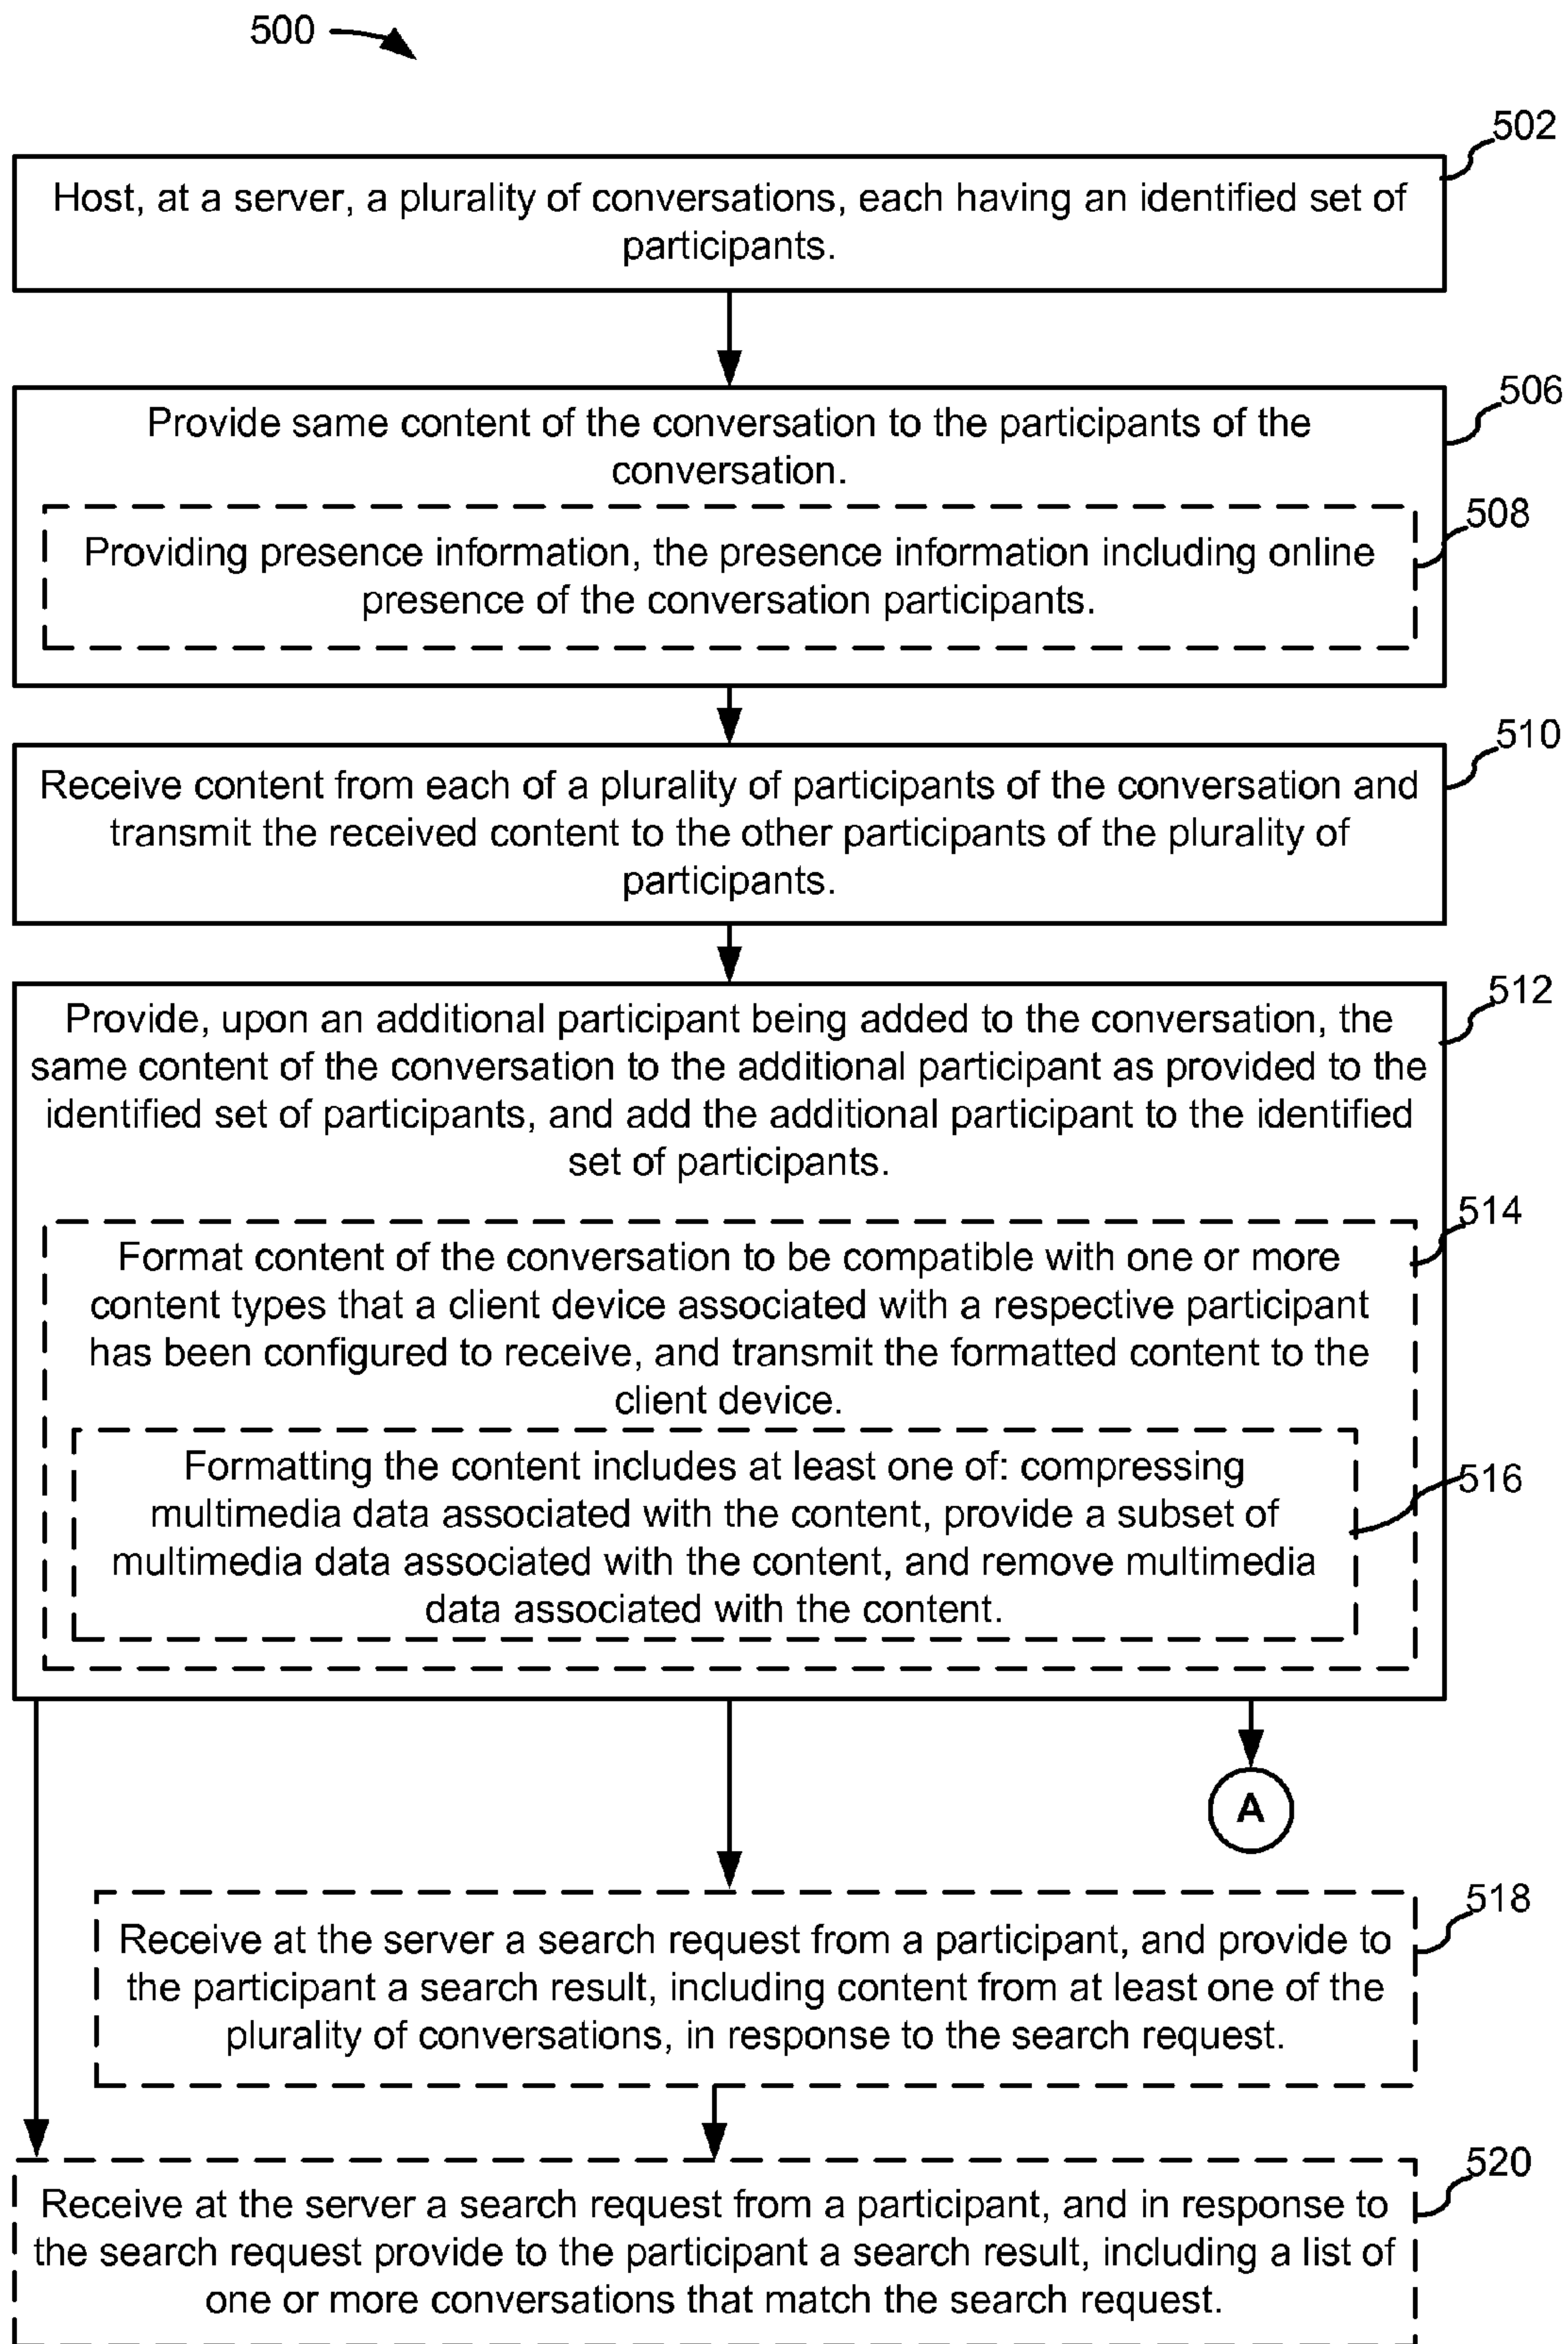 500
502
Host, at a server, a plurality of conversations, each having an identified set of
participants.
506
Provide same content of the conversation to the participants of the
conversation.
508
Providing presence information, the presence information including online
presence of the conversation participants.
510
Receive content from each of a plurality of participants of the conversation and
transmit the received content to the other participants of the plurality of
participants.
512
Provide, upon an additional participant being added to the conversation, the
same content of the conversation to the additional participant as provided to the
identified set of participants, and add the additional participant to the identified
set of participants.
514
Format content of the conversation to be compatible with one or more
content types that a client device associated with a respective participant
has been configured to receive, and transmit the formatted content to the
client device.
516
Formatting the content includes at least one of: compressing
multimedia data associated with the content, provide a subset of
multimedia data associated with the content, and remove multimedia
data associated with the content.
A
518
Receive at the server a search request from a participant, and provide to
the participant a search result, including content from at least one of the
plurality of conversations, in response to the search request.
520
Receive at the server a search request from a participant, and in response to
the search request provide to the participant a search result, including a list of
one or more conversations that match the search request.